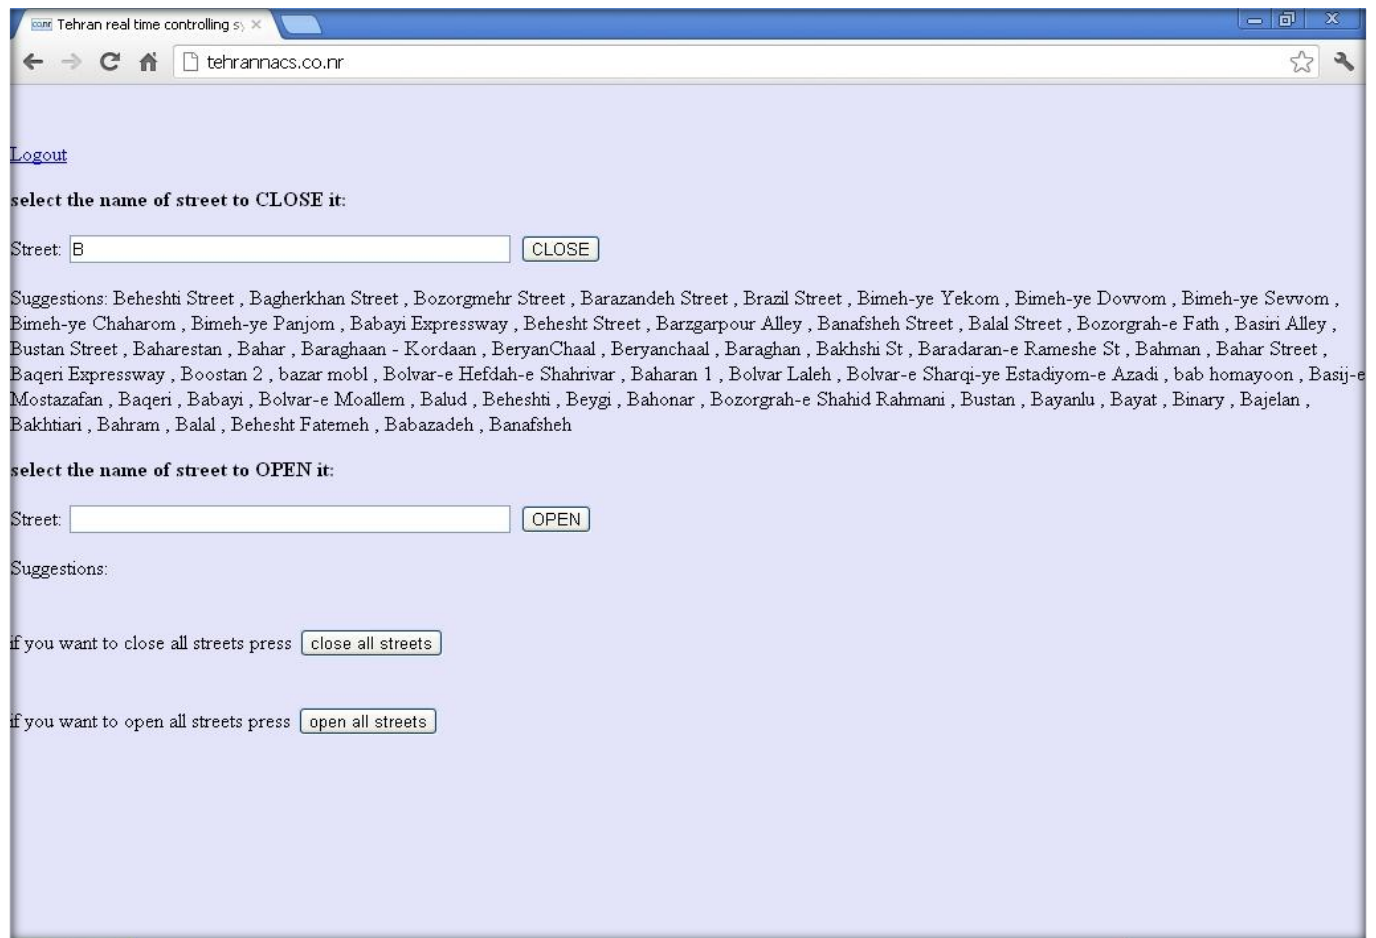 Tehran real time controlling sy
tehrannacs.co.nr
Logout
select the name of street to CLOSE it:
Street: B CLOSE
Suggestions: Beheshti Street , Bagherkhan Street , Bozorgmehr Street , Barazandeh Street , Brazil Street , Bimeh-ye Yekom , Bimeh-ye Dovvom , Bimeh-ye Sevvom ,
Bimeh-ye Chaharom , Bimeh-ye Panjom , Babayi Expressway , Behesht Street , Barzgarpour Alley , Banafsheh Street , Balal Street , Bozorgrah-e Fath , Basiri Alley ,
Bustan Street , Baharestan , Bahar , Baraghaan - Kordaan , BeryanChaal , Beryanchaal , Baraghan , Bakhshi St , Baradaran-e Rameshe St , Bahman , Bahar Street ,
Baqeri Expressway , Boostan 2 , bazar mobl , Bolvar-e Hefdah-e Shahrivar , Baharan 1 , Bolvar Laleh , Bolvar-e Sharqi-ye Estadiyom-e Azadi , bab homayoon , Basij-e
Mostazafan , Baqeri , Babayi , Bolvar-e Moallem , Balud , Beheshti , Beygi , Bahonar , Bozorgrah-e Shahid Rahmani , Bustan , Bayanlu , Bayat , Binary , Bajelan ,
Bakhtiari , Bahram , Balal , Behesht Fatemeh , Babazadeh , Banafsheh
select the name of street to OPEN it:
Street: OPEN
Suggestions:
if you want to close all streets press close all streets
if you want to open all streets press open all streets